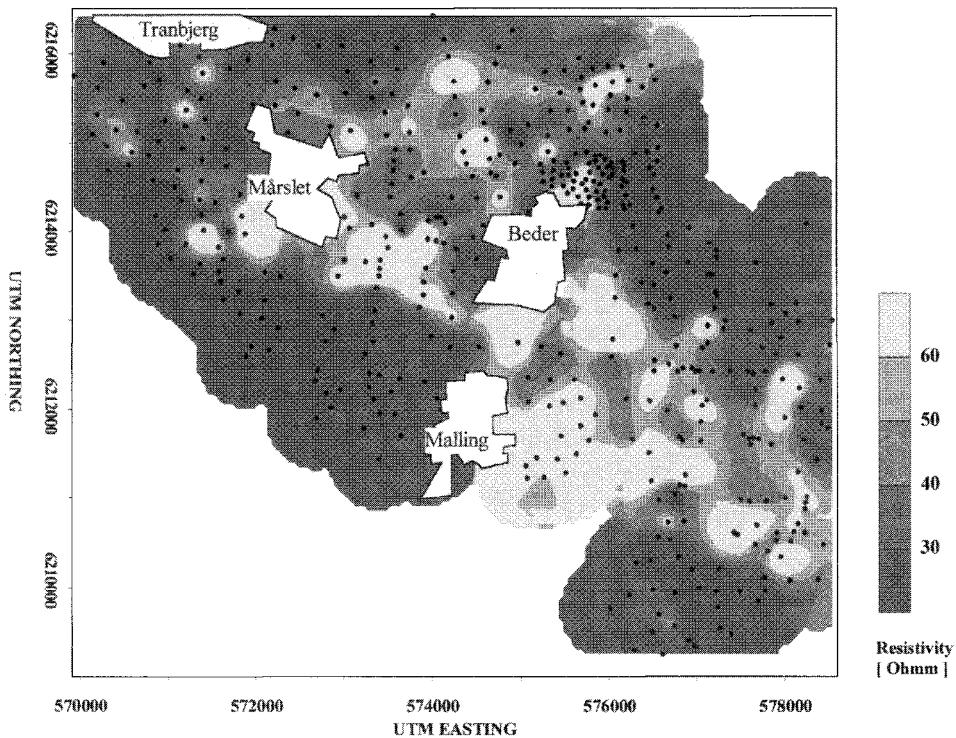 Tranbjerg
Mårslet
Beder
Malling
6216000
6214000
6212000
6210000
UTM NORTHING
570000
572000
574000
576000
578000
UTM EASTING
60
50
40
30
Resistivity
[ Ohmm ]